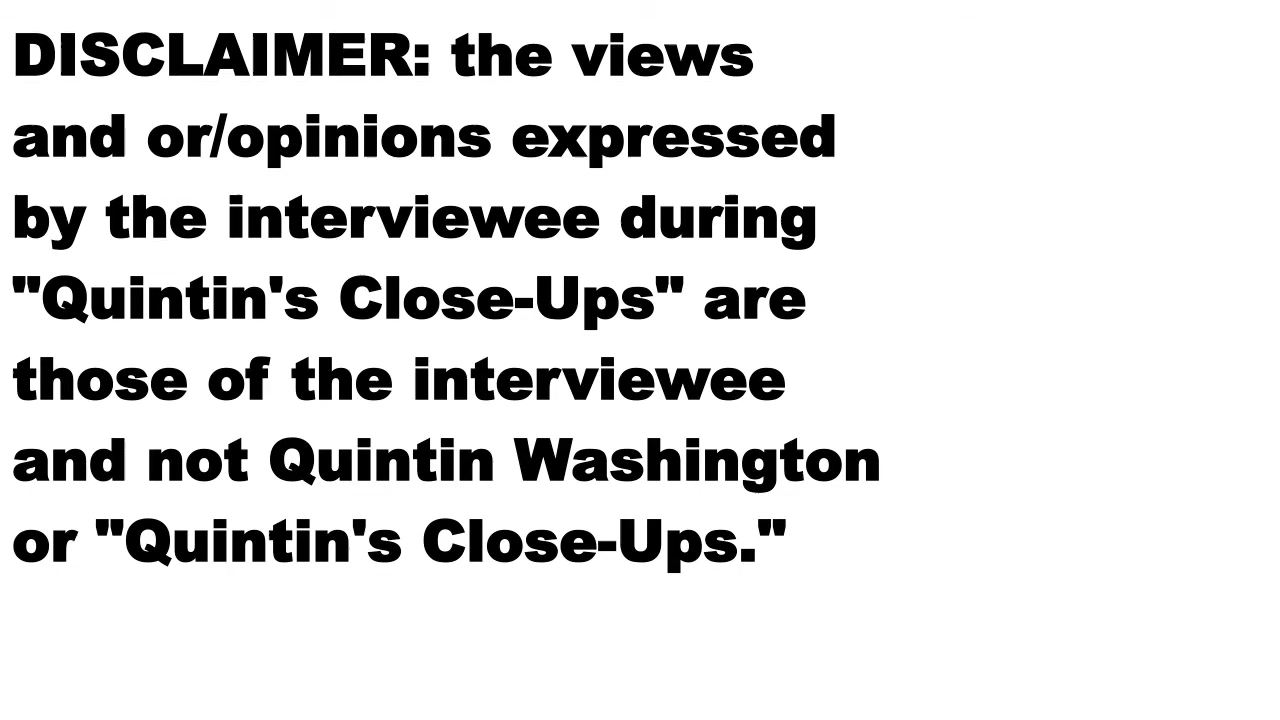 DISCLAIMER: the views
and or/opinions expressed
by the interviewee during
"Quintin's Close-Ups" are
those of the interviewee
and not Quintin Washington
or "Quintin's Close-Ups."